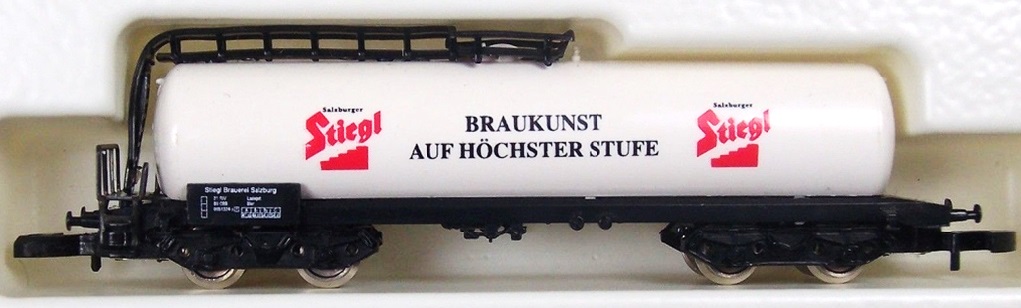 Salzburger
Stiegl
BRAUKUNST
AUF HÖCHSTER STUFE
Salzburger
Stiegl
Stiegl Brauerei Salzburg